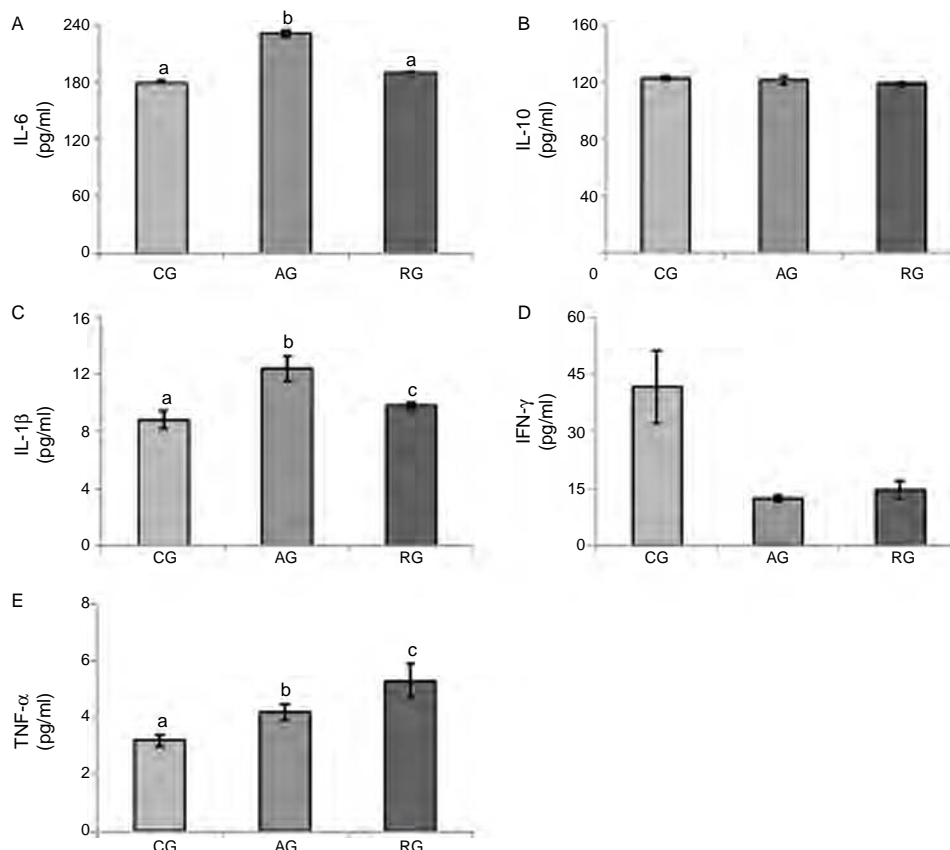 A
IL-6
(pg/ml)
240
180
120
60
0
a
b
a
CG AG RG
B
IL-10
(pg/ml)
160
120
80
40
0
CG AG RG
C
IL-1β
(pg/ml)
16
12
8
4
0
a
b
c
CG AG RG
D
IFN-γ
(pg/ml)
60
45
30
15
0
CG AG RG
E
TNF-α
(pg/ml)
8
6
4
2
0
a
b
c
CG AG RG